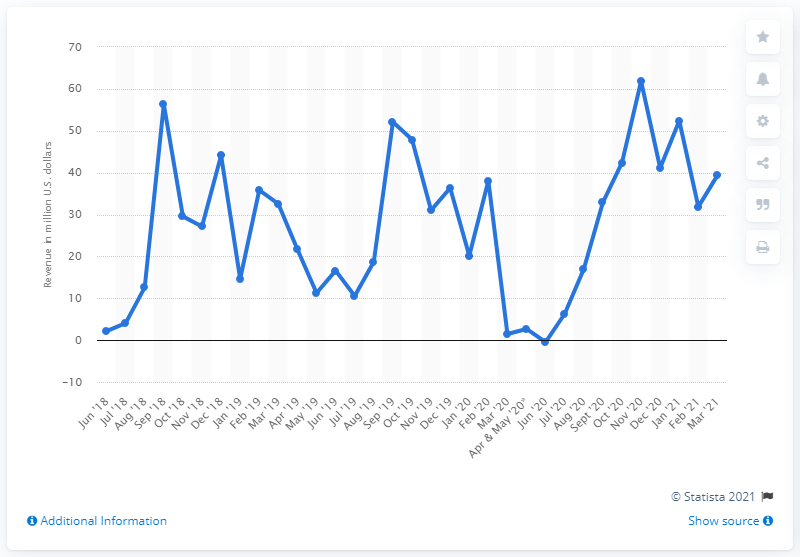 70
60
50
40
30
20
10
0
−10
Revenue in million U.S. dollars
Jun '18
Jul '18
Aug '18
Sep '18
Oct '18
Nov '18
Dec '18
Jan '19
Feb '19
Mar '19
Apr '19
May '19
Jun '19
Jul '19
Aug '19
Sep '19
Oct '19
Nov '19
Dec '19
Jan '20
Feb '20
Mar '20
Apr & May '20*
Jun '20
Jul '20
Aug '20
Sept '20
Oct '20
Nov '20
Dec '20
Jan '21
Feb '21
Mar '21
© Statista 2021
Additional Information
Show source